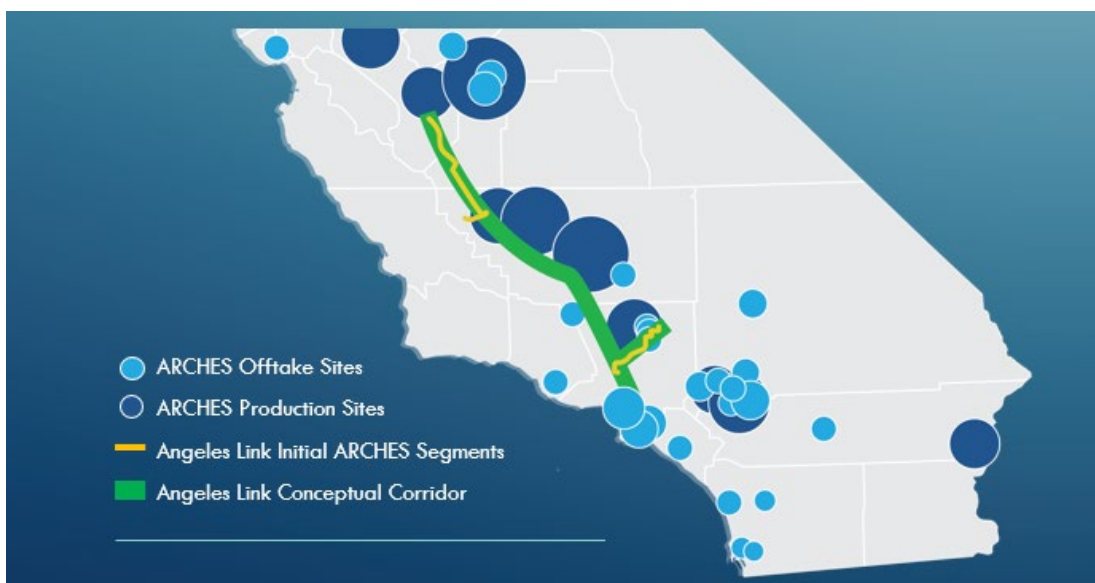 ARCHES Offtake Sites
ARCHES Production Sites
Angeles Link Initial ARCHES Segments
Angeles Link Conceptual Corridor